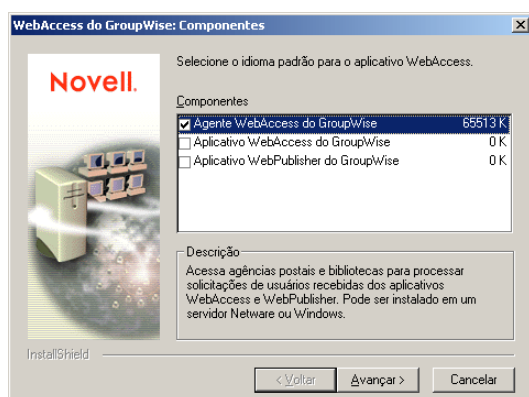 WebAccess do GroupWise: Componentes
Novell.
Selecione o idioma padrão para o aplicativo WebAccess.
Componentes
Agente WebAccess do GroupWise 65513 K
Aplicativo WebAccess do GroupWise 0 K
Aplicativo WebPublisher do GroupWise 0 K
Descrição
Acessa agências postais e bibliotecas para processar
solicitações de usuários recebidas dos aplicativos
WebAccess e WebPublisher. Pode ser instalado em um
servidor Netware ou Windows.
InstallShield
< Voltar Avançar > Cancelar